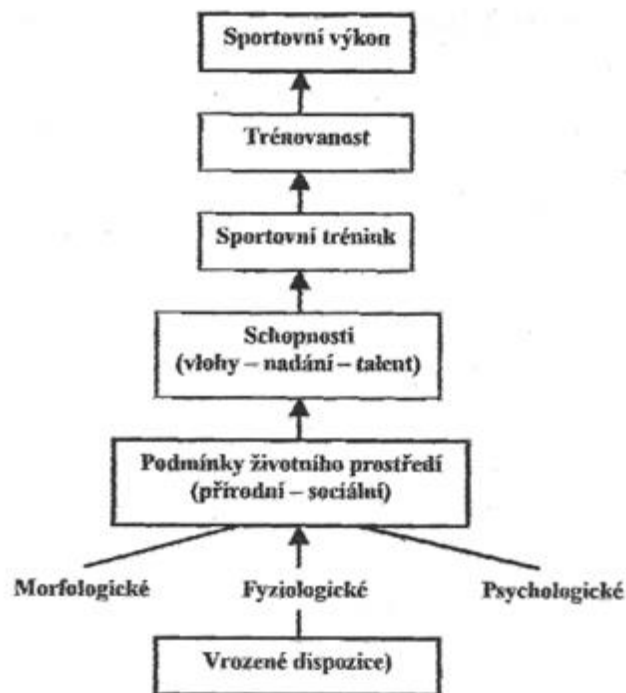 Sportovní výkon
Trénovanost
Sportovní trénink
Schopnosti
(vlohy – nadání – talent)
Podmínky životního prostředí
(přírodní – sociální)
Morfologické Fyziologické Psychologické
Vrozené dispozice)